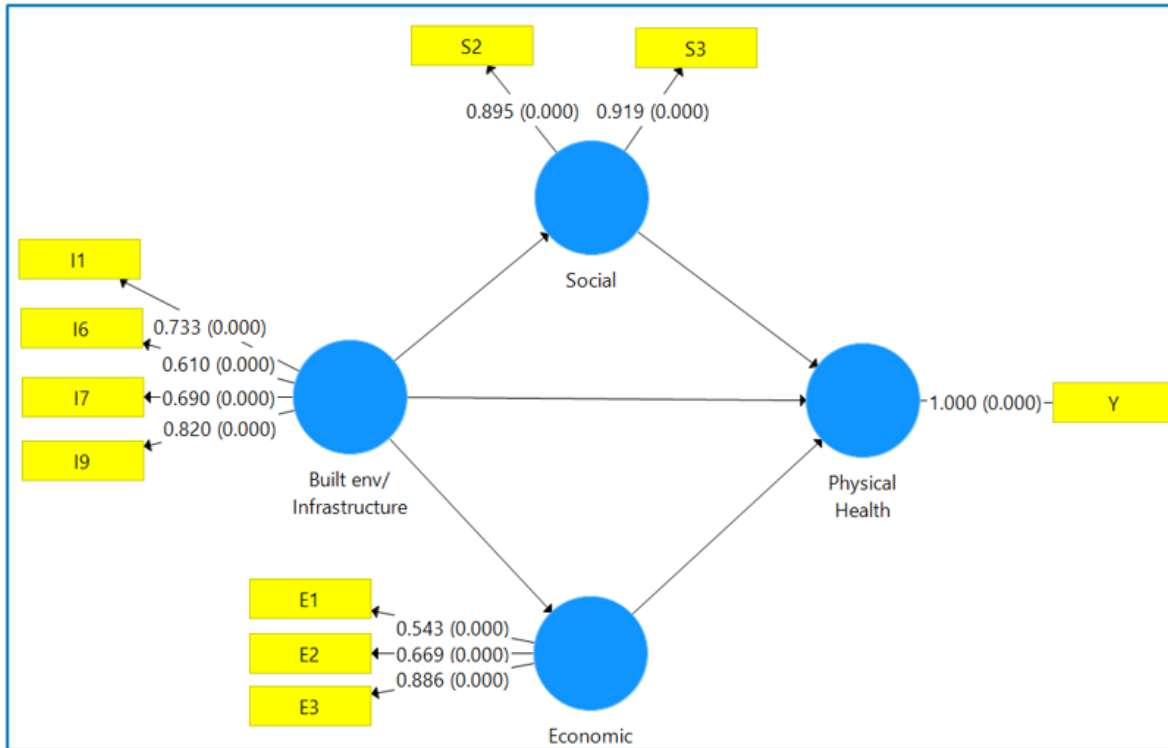 S2
S3
0.895 (0.000)
0.919 (0.000)
Social
I1
I6
I7
I9
0.733 (0.000)
0.610 (0.000)
0.690 (0.000)
0.820 (0.000)
Built env/
Infrastructure
1.000 (0.000)
Y
Physical
Health
E1
E2
E3
0.543 (0.000)
0.669 (0.000)
0.886 (0.000)
Economic